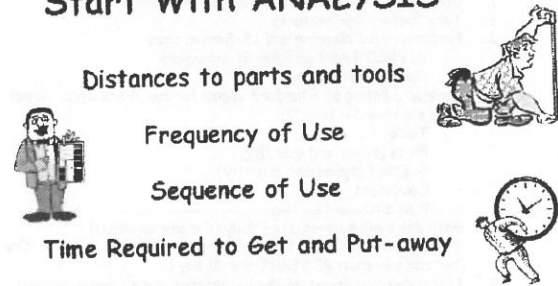 Start with ANALYSIS
Distances to parts and tools
Frequency of Use
Sequence of Use
Time Required to Get and Put-away